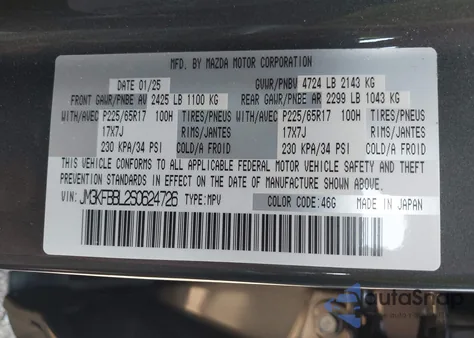 MFD. BY MAZDA MOTOR CORPORATION
DATE 01/25 GVWR/PNBV 4724 LB 2143 KG
FRONT GAWR/PNBE AV 2425 LB 1100 KG REAR GAWR/PNBE AR 2299 LB 1043 KG
WITH/AVEC P225/65R17 100H TIRES/PNEUS WITH/AVEC P225/65R17 100H TIRES/PNEUS
17X7J RIMS/JANTES 17X7J RIMS/JANTES
230 KPA/34 PSI COLD/A FROID 230 KPA/34 PSI COLD/A FROID
THIS VEHICLE CONFORMS TO ALL APPLICABLE FEDERAL MOTOR VEHICLE SAFETY AND THEFT
PREVENTION STANDARDS IN EFFECT ON THE DATE OF MANUFACTURE SHOWN ABOVE.
VIN: JM3KFBBL2S0624726 TYPE: MPV COLOR CODE: 46G MADE IN JAPAN
AutaSnap